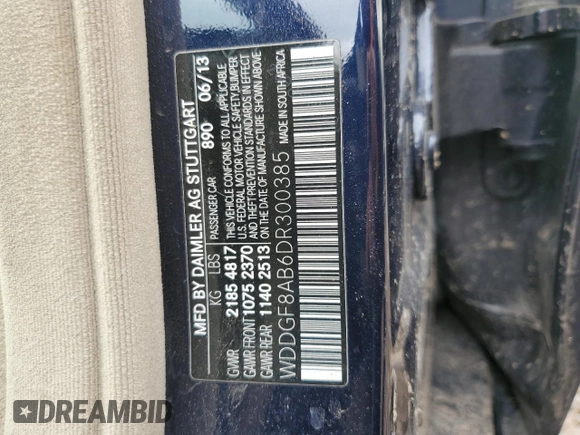 MFD BY DAIMLER AG STUTTGART
890 06/13
KG LBS PASSENGER CAR
GVWR 2185 4817 THIS VEHICLE CONFORMS TO ALL APPLICABLE
GAWR FRONT 1075 2370 U.S. FEDERAL MOTOR VEHICLE SAFETY, BUMPER
AND THEFT PREVENTION STANDARDS IN EFFECT
GAWR REAR 1140 2513 ON THE DATE OF MANUFACTURE SHOWN ABOVE.
WDDGF8AB6DR300385 MADE IN SOUTH AFRICA
DREAMBID